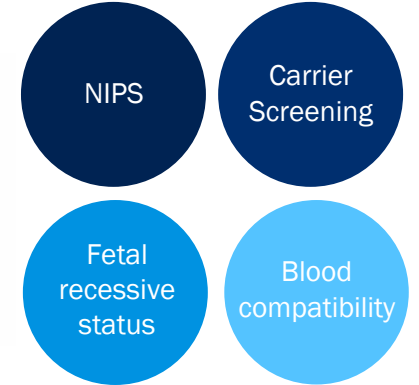 NIPS
Carrier
Screening
Fetal
recessive
status
Blood
compatibility